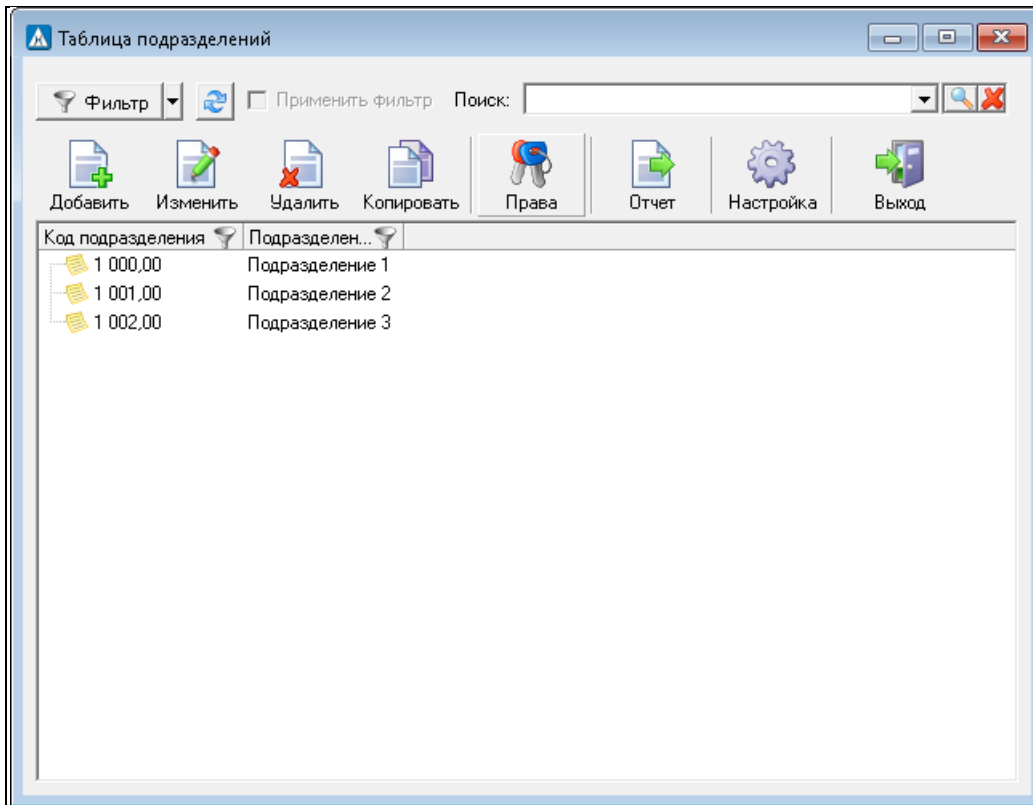 Таблица подразделений
Фильтр Применить фильтр Поиск:
Добавить Изменить Удалить Копировать Права Отчет Настройка Выход
Код подразделения Подразделен...
1 000,00 Подразделение 1
1 001,00 Подразделение 2
1 002,00 Подразделение 3